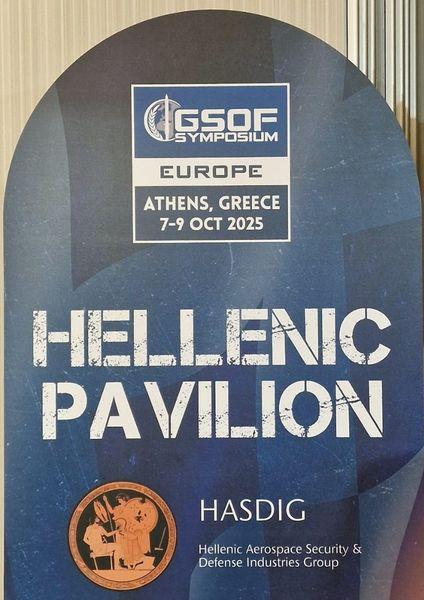 GSOF
SYMPOSIUM
EUROPE
ATHENS, GREECE
7-9 OCT 2025
HELLENIC
PAVILION
HASDIG
Hellenic Aerospace Security &
Defense Industries Group